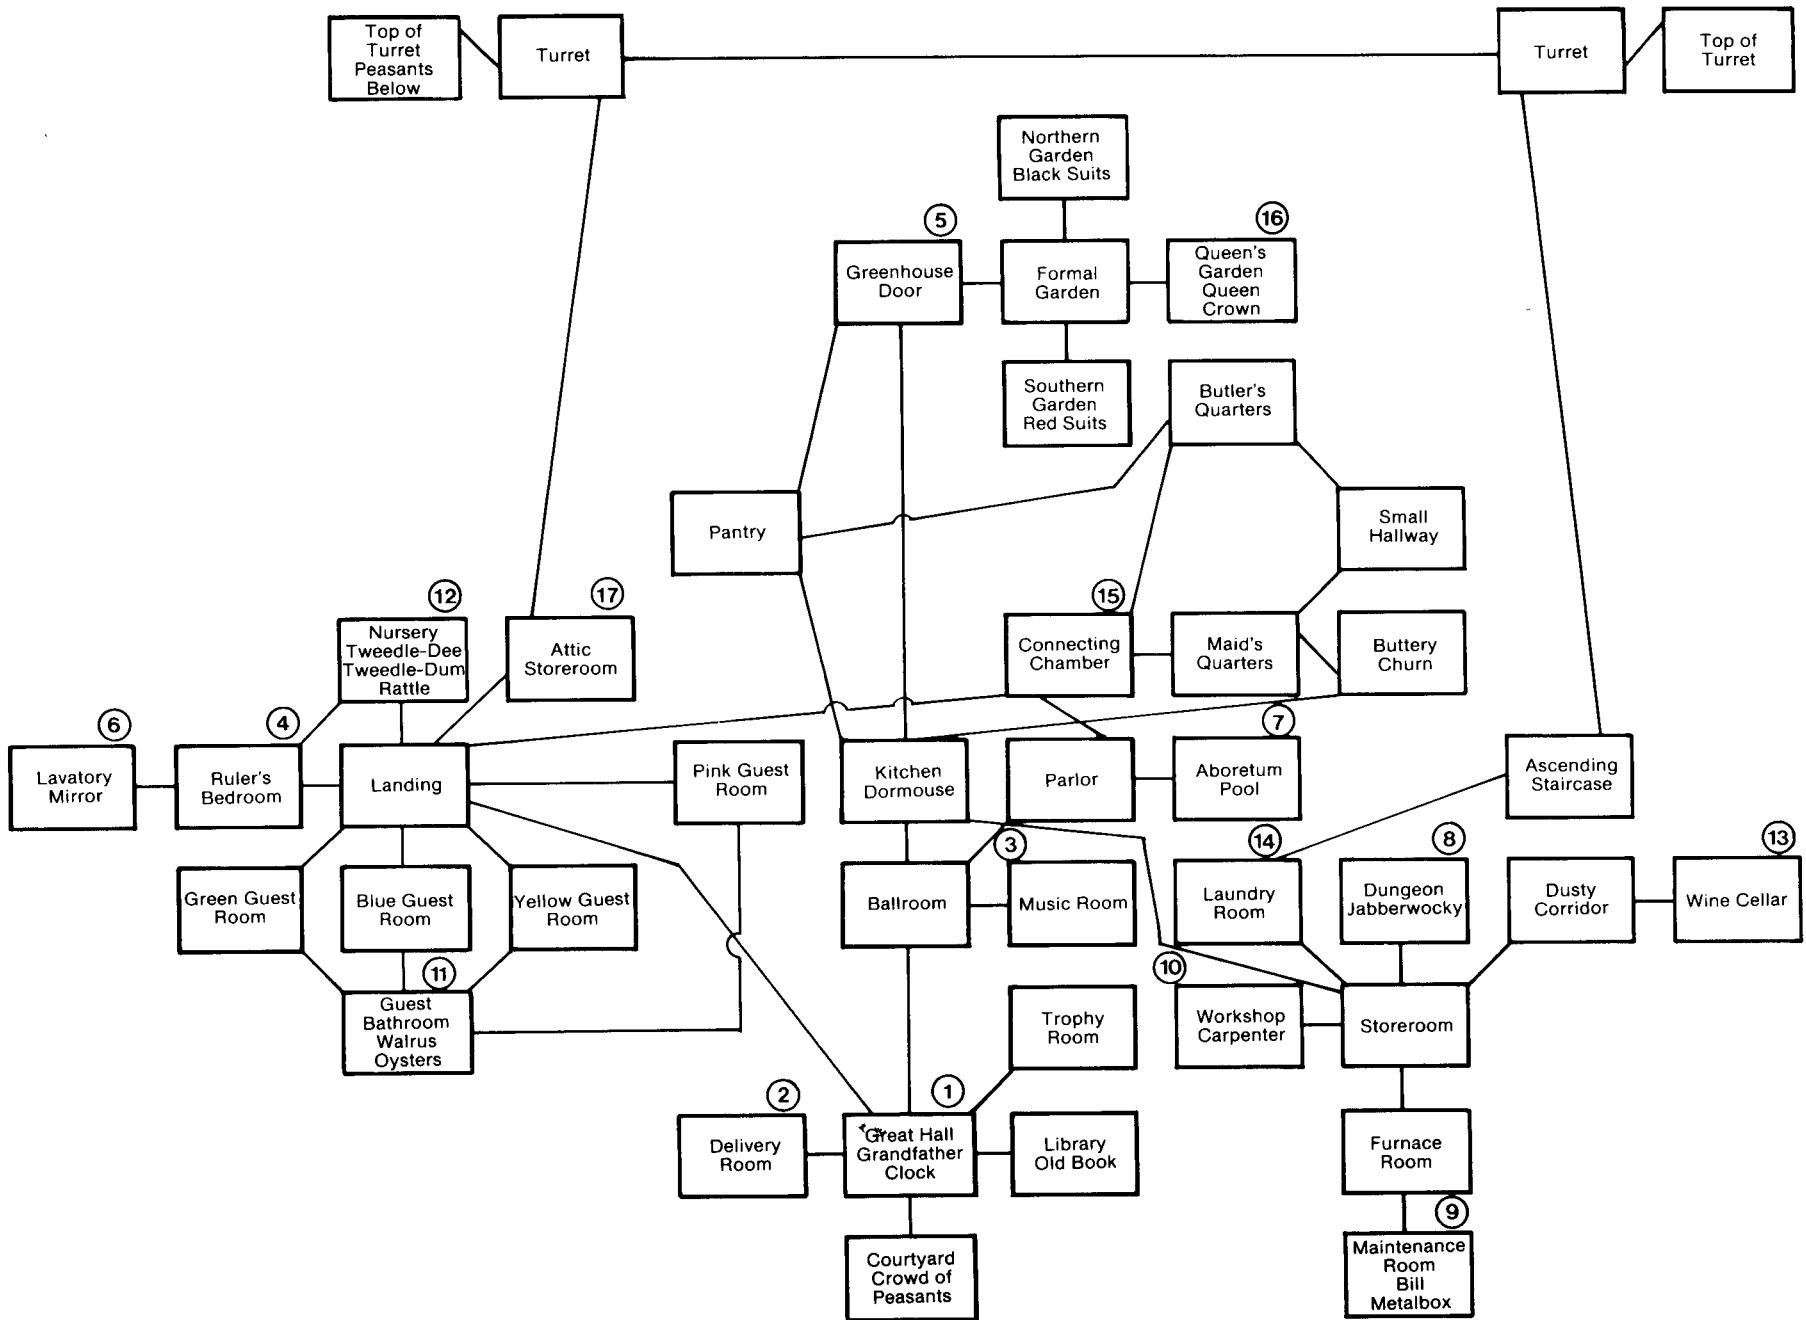 Top of
Turret
Peasants
Below
Turret
Turret
Top of
Turret
Northern
Garden
Black Suits
5
16
Greenhouse
Door
Formal
Garden
Queen's
Garden
Queen
Crown
Southern
Garden
Red Suits
Butler's
Quarters
Pantry
Small
Hallway
12
17
15
Nursery
Tweedle-Dee
Tweedle-Dum
Rattle
Attic
Storeroom
Connecting
Chamber
Maid's
Quarters
Buttery
Churn
6
4
7
Lavatory
Mirror
Ruler's
Bedroom
Landing
Pink Guest
Room
Kitchen
Dormouse
Parlor
Aboretum
Pool
Ascending
Staircase
3
14
8
13
Green Guest
Room
Blue Guest
Room
Yellow Guest
Room
Ballroom
Music Room
Laundry
Room
Dungeon
Jabberwocky
Dusty
Corridor
Wine Cellar
11
10
Guest
Bathroom
Walrus
Oysters
Trophy
Room
Workshop
Carpenter
Storeroom
2
1
Delivery
Room
Great Hall
Grandfather
Clock
Library
Old Book
Furnace
Room
9
Courtyard
Crowd of
Peasants
Maintenance
Room
Bill
Metalbox